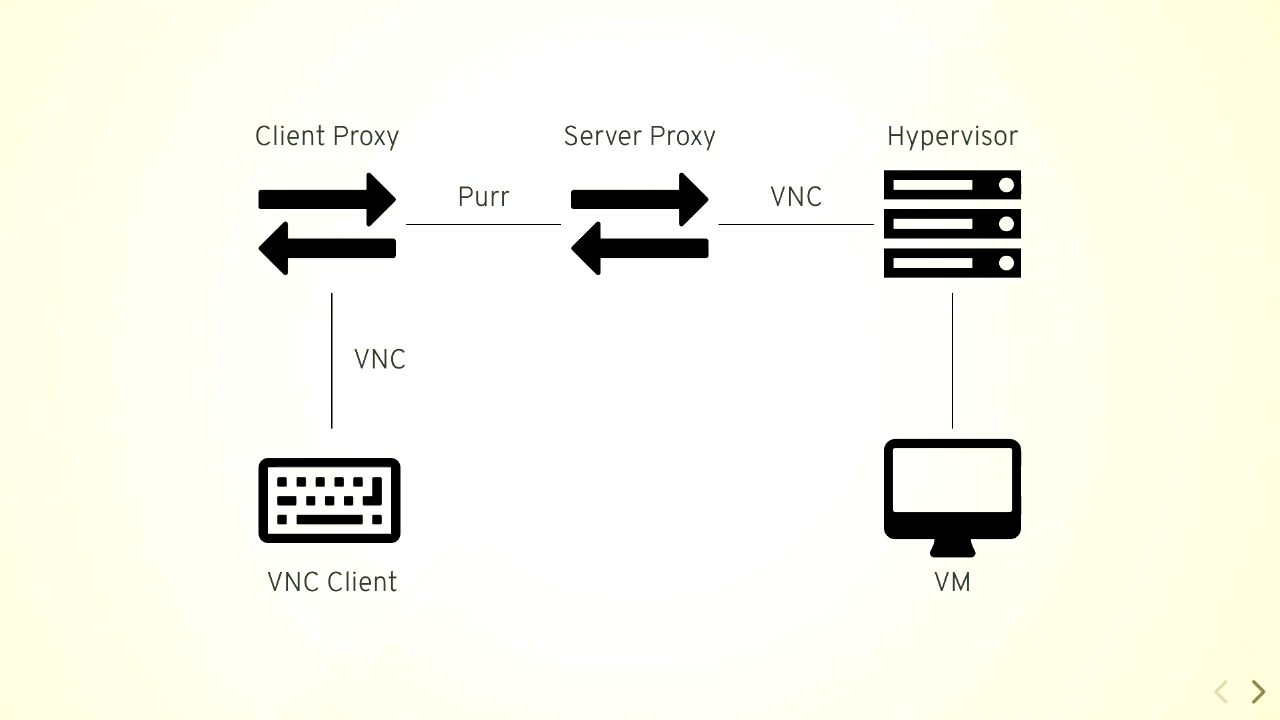 Client Proxy
Server Proxy
Hypervisor
Purr
VNC
VNC
VNC Client
VM